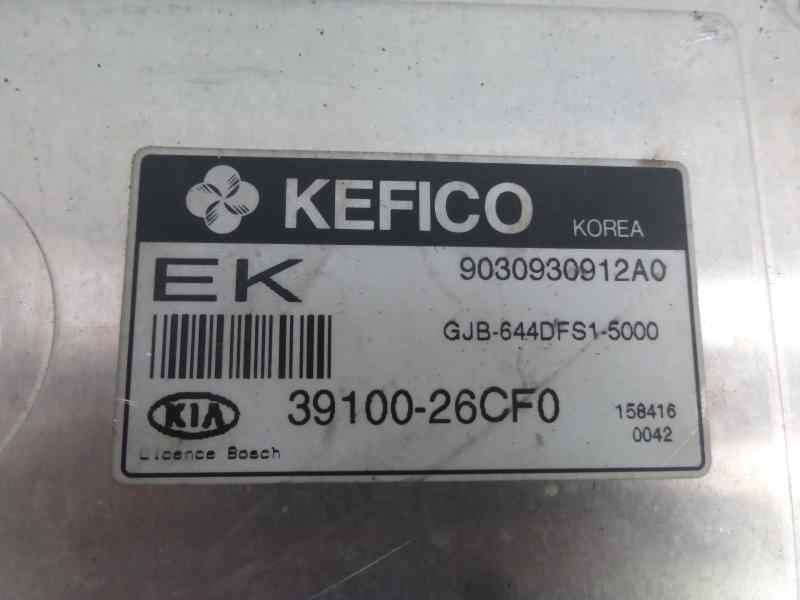 KEFICO KOREA
EK 9030930912A0
GJB-644DFS1-5000
KIA 39100-26CF0 158416
0042
Licence Bosch